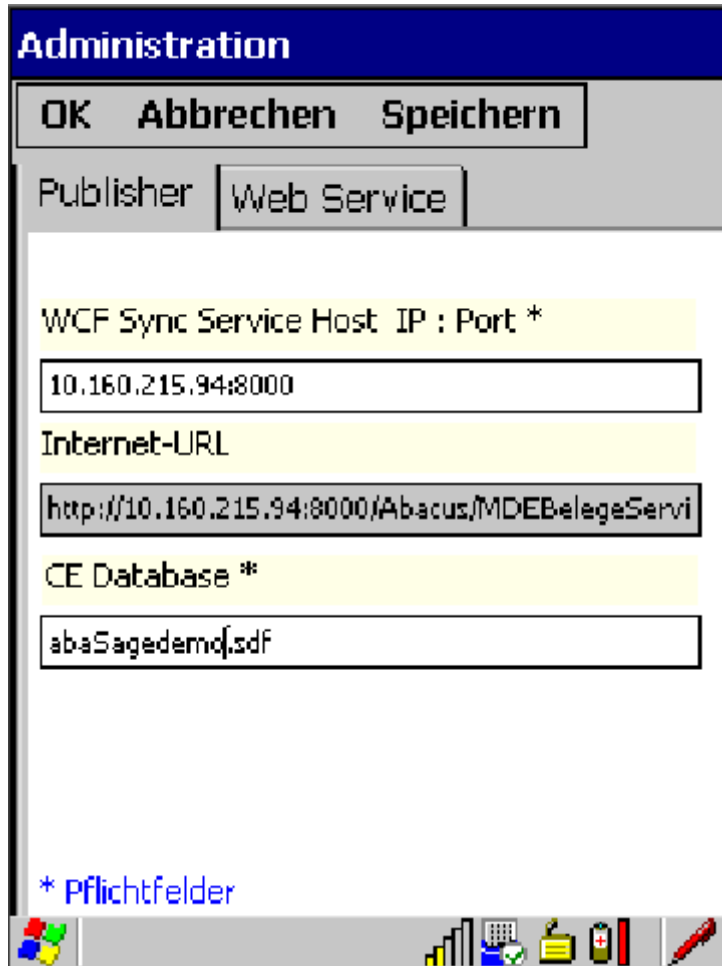 Administration
OK Abbrechen Speichern
Publisher Web Service
WCF Sync Service Host IP : Port *
10.160.215.94:8000
Internet-URL
http://10.160.215.94:8000/Abacus/MDEBelegeServi
CE Database *
abaSagedemo.sdf
* Pflichtfelder